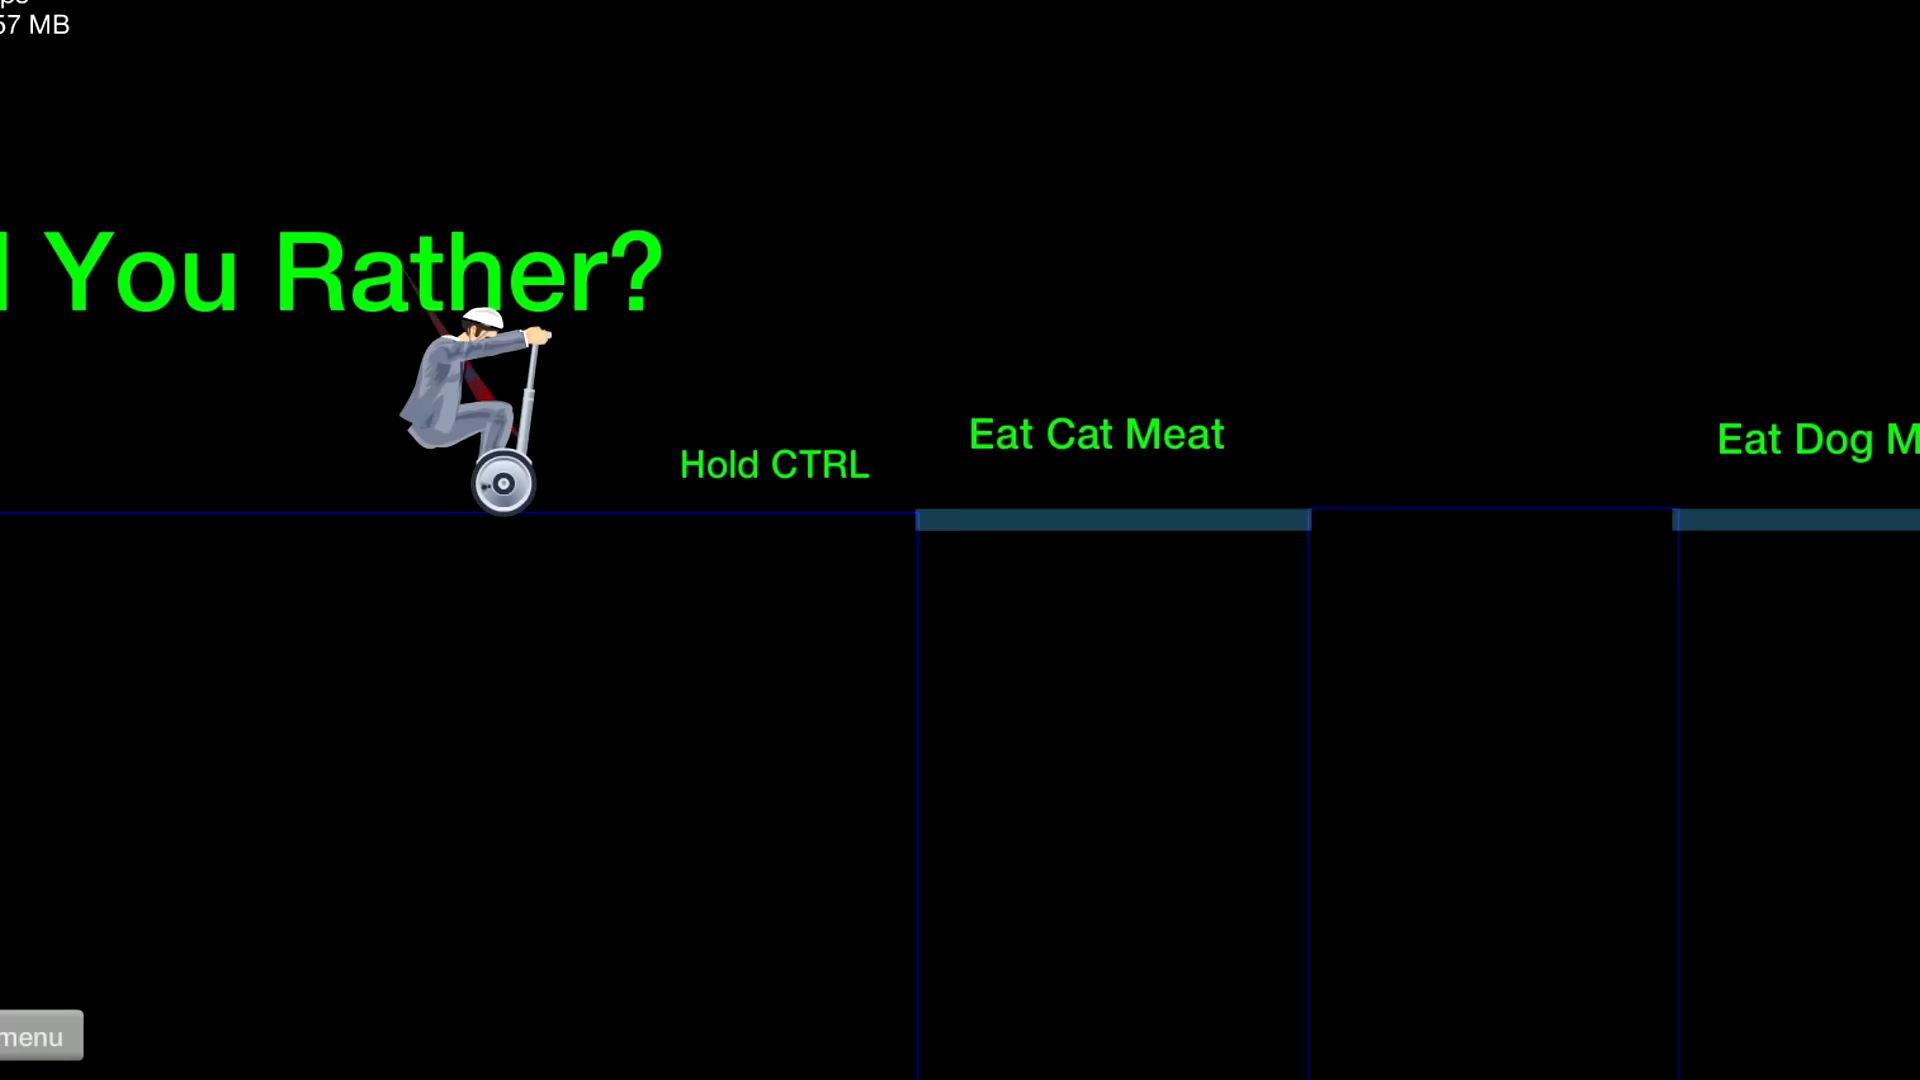 57 MB
You Rather?
Eat Cat Meat
Eat Dog M
Hold CTRL
menu